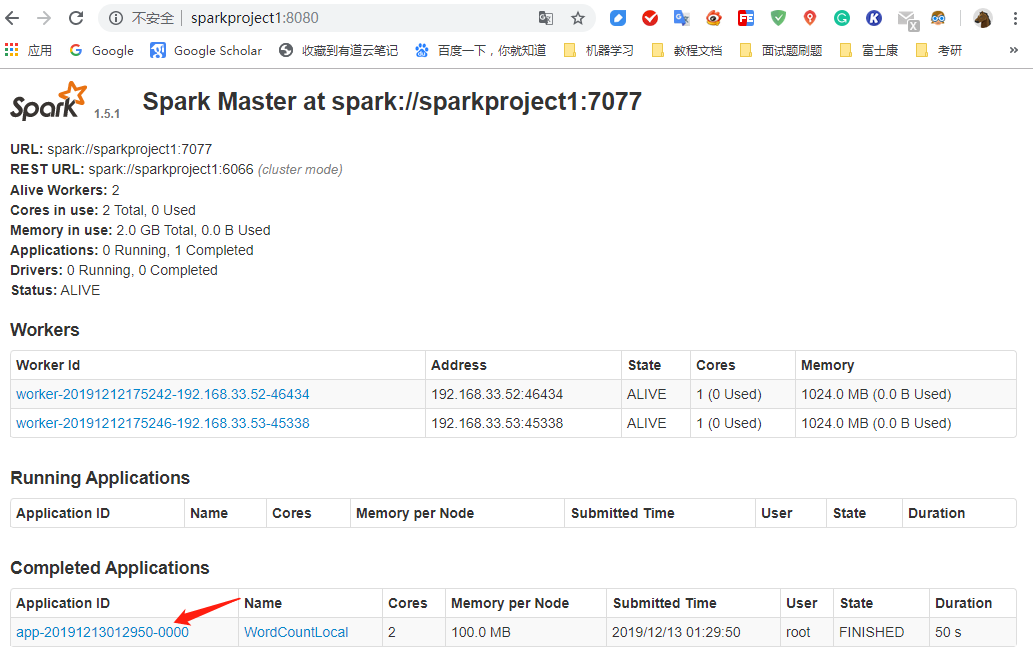 不安全 | sparkproject1:8080
应用 Google Google Scholar 收藏到有道云笔记 百度一下，你就知道 机器学习 教程文档 面试题刷题 富士康 考研 »
Spark 1.5.1 Spark Master at spark://sparkproject1:7077
URL: spark://sparkproject1:7077
REST URL: spark://sparkproject1:6066 (cluster mode)
Alive Workers: 2
Cores in use: 2 Total, 0 Used
Memory in use: 2.0 GB Total, 0.0 B Used
Applications: 0 Running, 1 Completed
Drivers: 0 Running, 0 Completed
Status: ALIVE
Workers
Worker Id Address State Cores Memory
worker-20191212175242-192.168.33.52-46434 192.168.33.52:46434 ALIVE 1 (0 Used) 1024.0 MB (0.0 B Used)
worker-20191212175246-192.168.33.53-45338 192.168.33.53:45338 ALIVE 1 (0 Used) 1024.0 MB (0.0 B Used)
Running Applications
Application ID Name Cores Memory per Node Submitted Time User State Duration
Completed Applications
Application ID Name Cores Memory per Node Submitted Time User State Duration
app-20191213012950-0000 WordCountLocal 2 100.0 MB 2019/12/13 01:29:50 root FINISHED 50 s